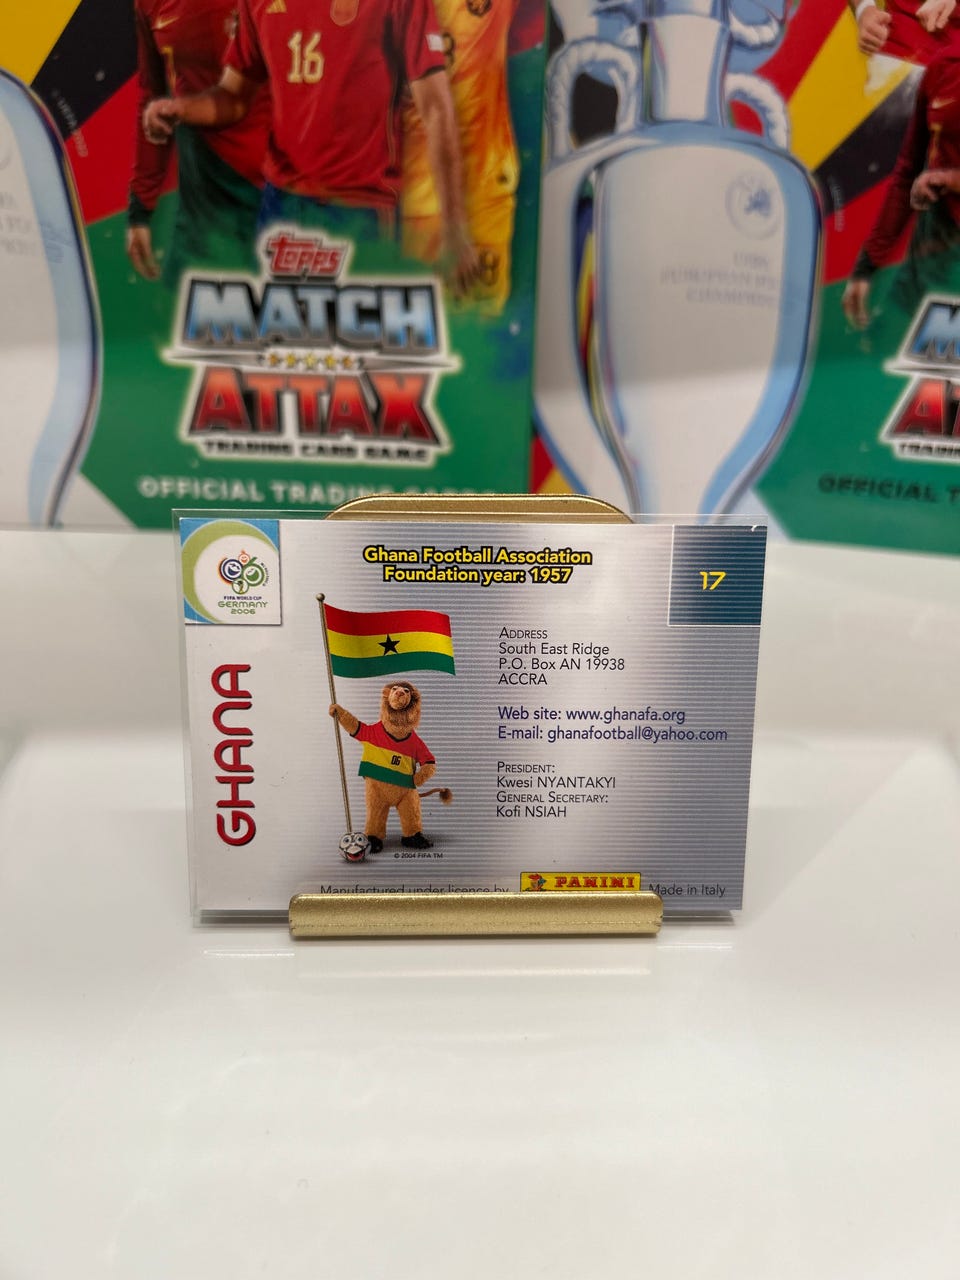 16
topps
MATCH
ATTAX
TRADING CARD GAME
OFFICIAL TRADING CARDS
EUROPEAN
OFFICIAL
Ghana Football Association
Foundation year: 1957
17
FIFA WORLD CUP
GERMANY
2006
GHANA
ADDRESS
South East Ridge
P.O. Box AN 19938
ACCRA
Web site: www.ghanafa.org
E-mail: ghanafootball@yahoo.com
PRESIDENT:
Kwesi NYANTAKYI
GENERAL SECRETARY:
Kofi NSIAH
06
© 2004 FIFA TM
Manufactured under licence by PANINI Made in Italy